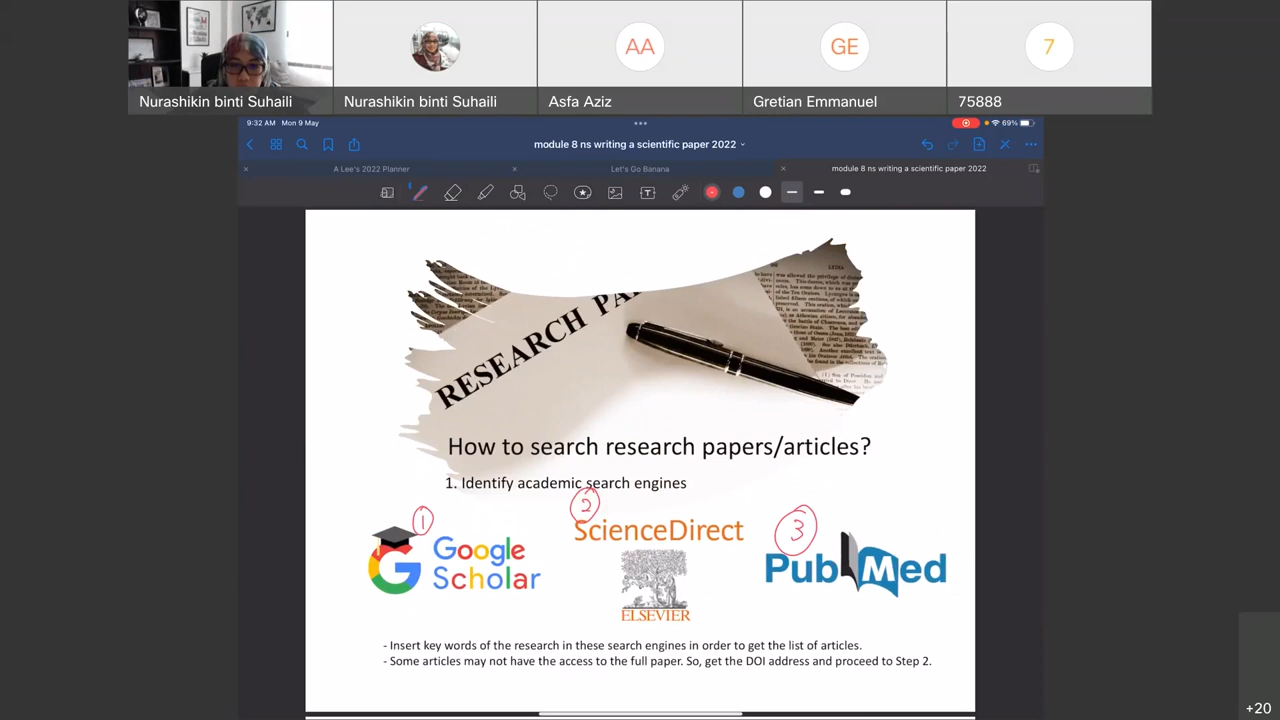 AA
GE
7
Nurashikin binti Suhaili
Nurashikin binti Suhaili
Asfa Aziz
Gretian Emmanuel
75888
9:32 AM Mon 9 May
69%
module 8 ns writing a scientific paper 2022
A Lee's 2022 Planner
Let's Go Banana
module 8 ns writing a scientific paper 2022
RESEARCH PA
How to search research papers/articles?
1. Identify academic search engines
1
2
3
Google
Scholar
ScienceDirect
ELSEVIER
PubMed
- Insert key words of the research in these search engines in order to get the list of articles.
- Some articles may not have the access to the full paper. So, get the DOI address and proceed to Step 2.
+20